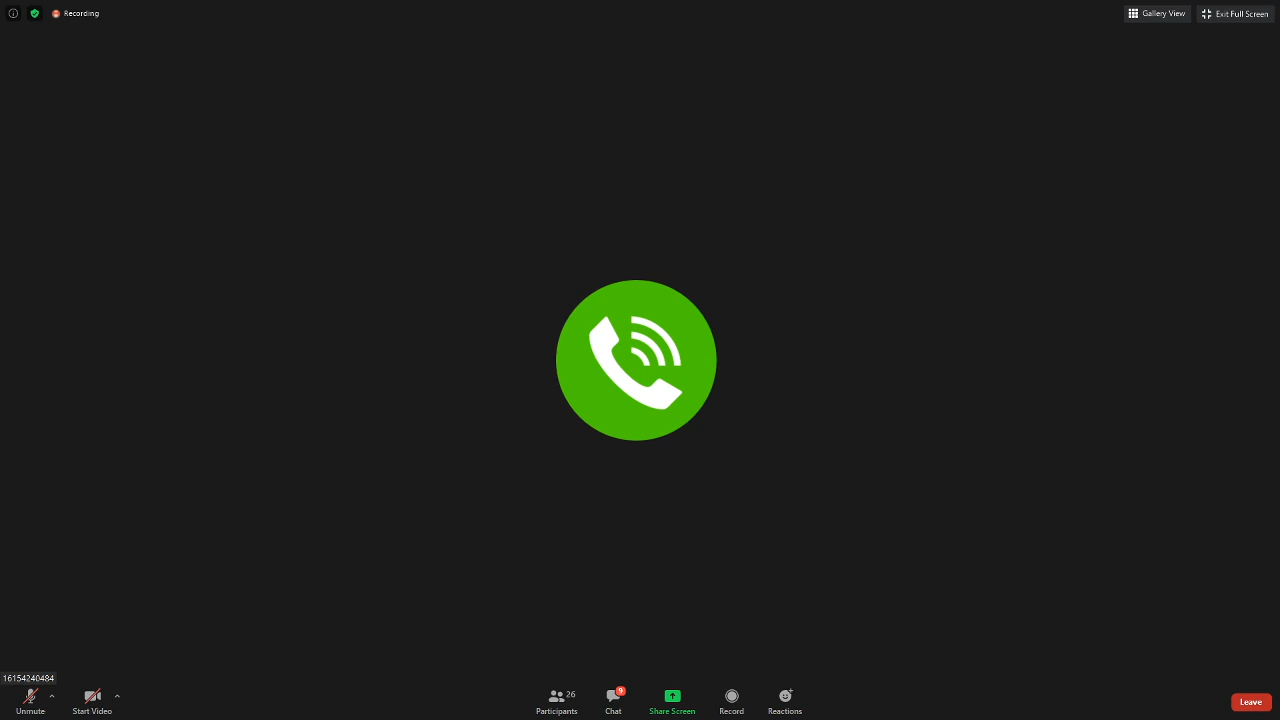 Recording
Gallery View
Exit Full Screen
16154240484
Unmute
Start Video
26
Participants
9
Chat
Share Screen
Record
Reactions
Leave